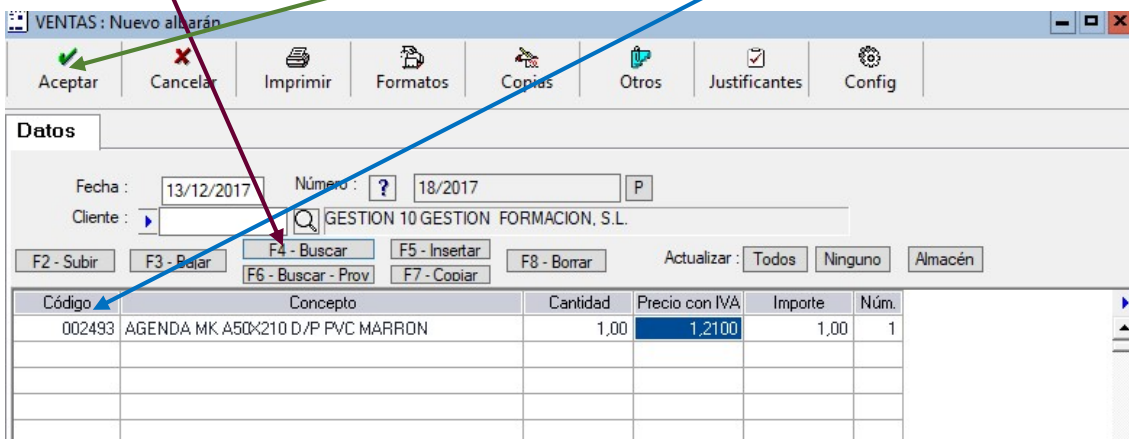 VENTAS : Nuevo albarán
Aceptar Cancelar Imprimir Formatos Copias Otros Justificantes Config
Datos
Fecha : 13/12/2017 Número : ? 18/2017 P
Cliente : GESTION 10 GESTION FORMACION, S.L.
F4 - Buscar F5 - Insertar
F2 - Subir F3 - Bajar F8 - Borrar Actualizar : Todos Ninguno Almacén
F6 - Buscar - Prov F7 - Copiar
Código Concepto Cantidad Precio con IVA Importe Núm.
002493 AGENDA MK A50X210 D/P PVC MARRON 1,00 1,2100 1,00 1